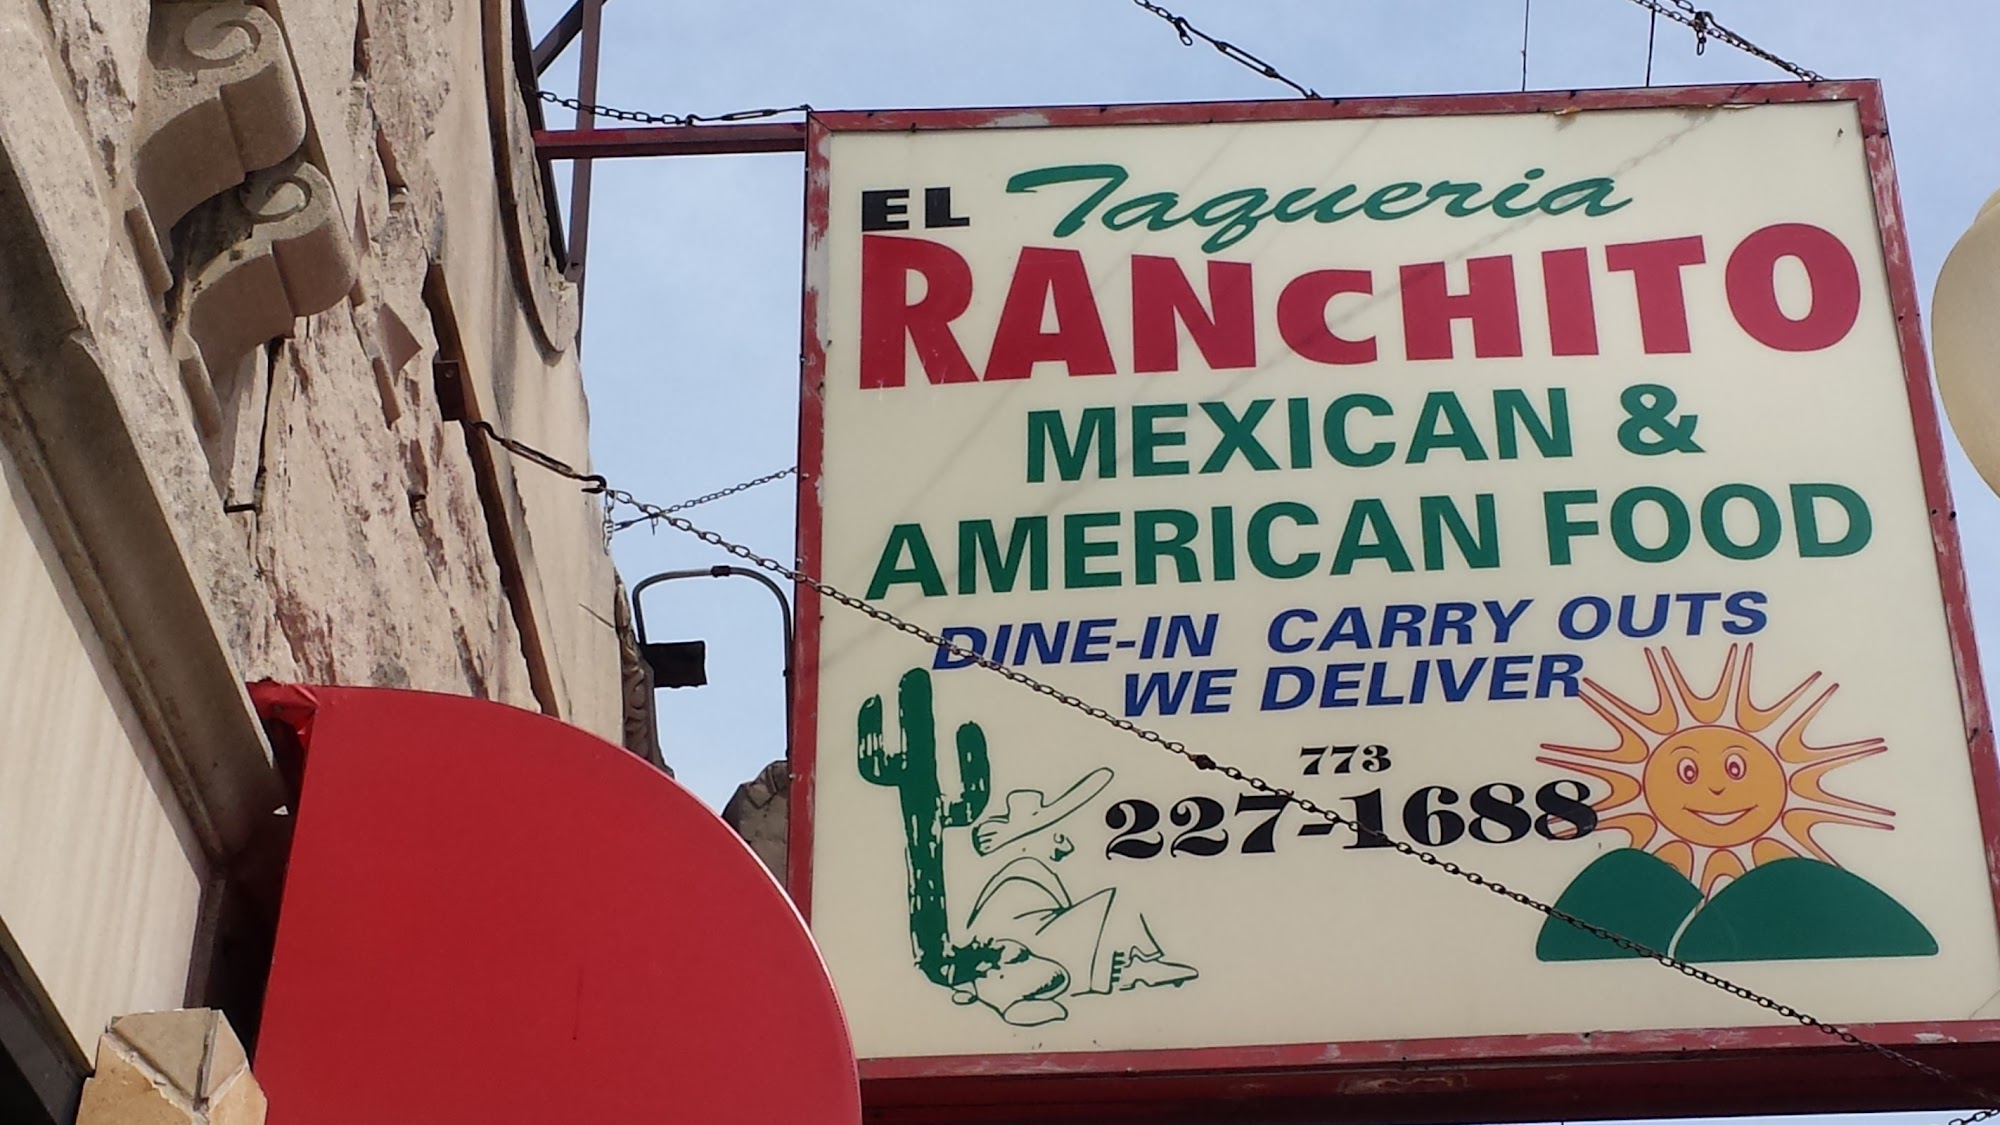 Taqueria
EL
RANCHITO
MEXICAN &
AMERICAN FOOD
DINE-IN CARRY OUTS
WE DELIVER
773
227-1688